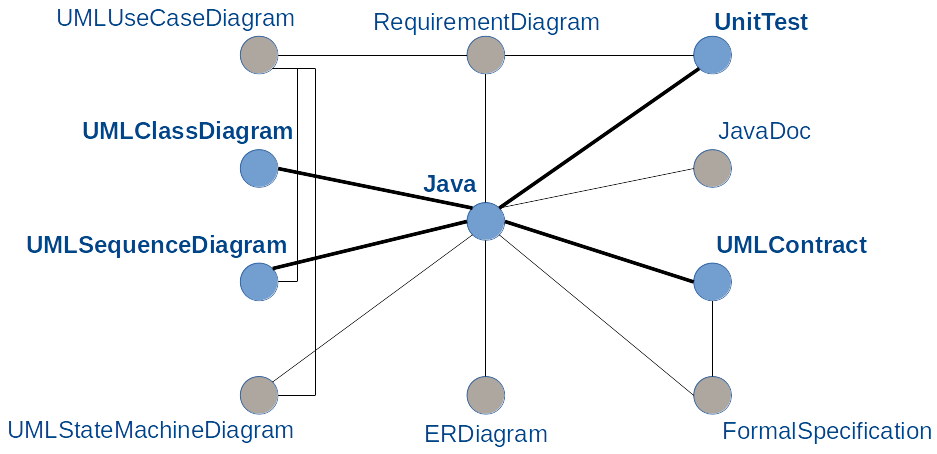 UMLUseCaseDiagram
RequirementDiagram
UnitTest
UMLClassDiagram
JavaDoc
Java
UMLSequenceDiagram
UMLContract
UMLStateMachineDiagram
ERDiagram
FormalSpecification